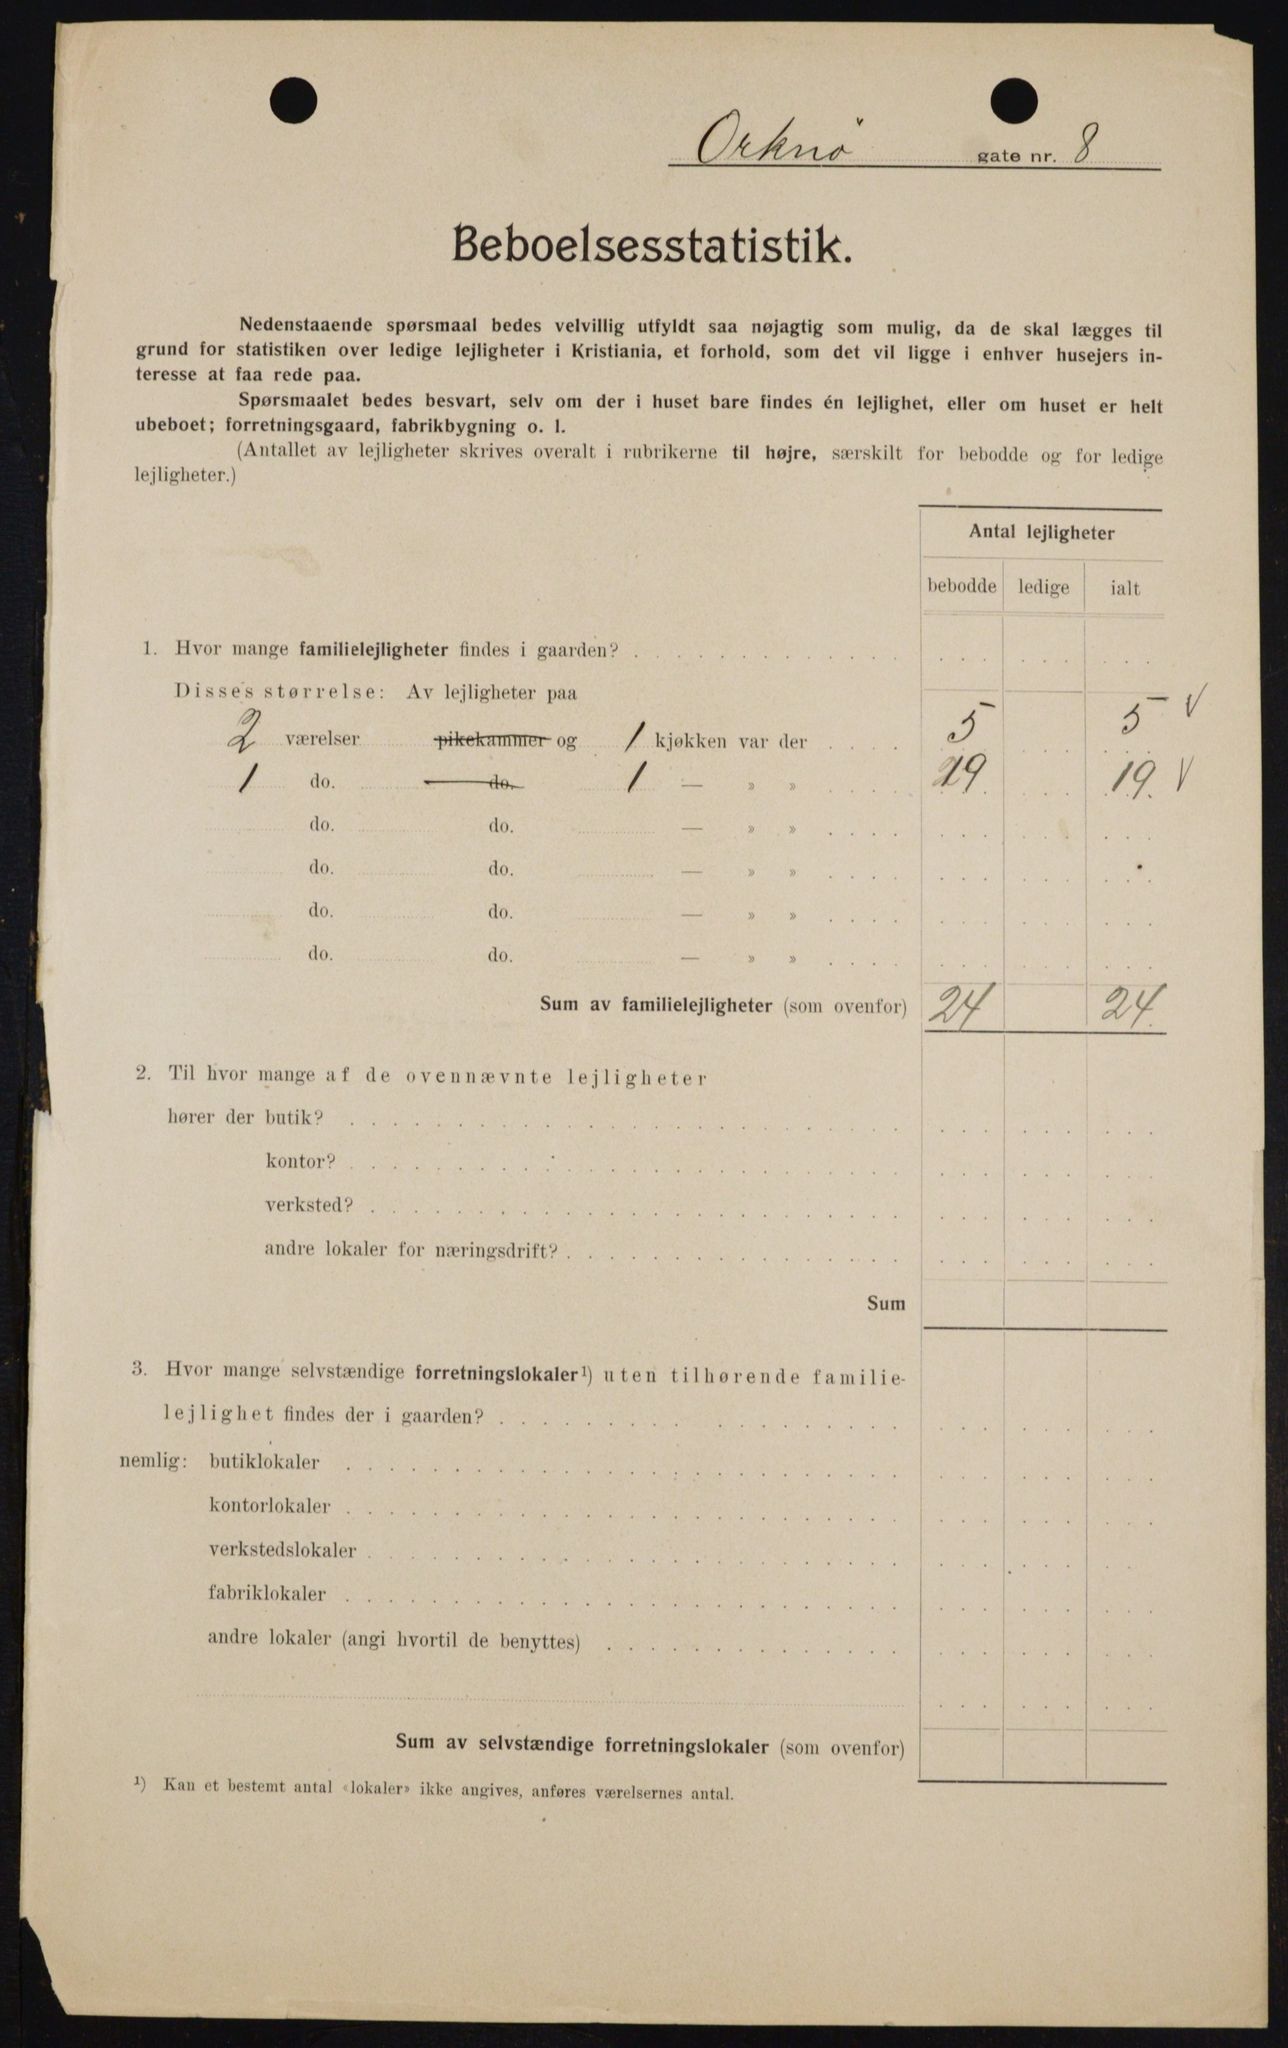 Orknö gate nr. 8
Beboelsesstatistik.
Nedenstaaende spørsmaal bedes velvillig utfyldt saa nøjagtig som mulig, da de skal lægges til
grund for statistiken over ledige lejligheter i Kristiania, et forhold, som det vil ligge i enhver husejers in-
teresse at faa rede paa.
Spørsmaalet bedes besvart, selv om der i huset bare findes én lejlighet, eller om huset er helt
ubeboet; forretningsgaard, fabrikbygning o. l.
(Antallet av lejligheter skrives overalt i rubrikerne til højre, særskilt for bebodde og for ledige
lejligheter.)
Antal lejligheter
bebodde ledige ialt
1. Hvor mange familielejligheter findes i gaarden?
Disses størrelse: Av lejligheter paa
2 værelser pikekammer og 1 kjøkken var der 5 5 V
1 do. do. 1 — » » 19 19. V
do. do. — » »
do. do. — » »
do. do. — » »
do. do. — » »
Sum av familielejligheter (som ovenfor) 24 24.
2. Til hvor mange af de ovennævnte lejligheter
hører der butik?
kontor?
verksted?
andre lokaler for næringsdrift?
Sum
3. Hvor mange selvstændige forretningslokaler¹) uten tilhørende familie-
lejlighet findes der i gaarden?
nemlig: butiklokaler
kontorlokaler
verkstedslokaler
fabriklokaler
andre lokaler (angi hvortil de benyttes)
Sum av selvstændige forretningslokaler (som ovenfor)
¹) Kan et bestemt antal «lokaler» ikke angives, anføres værelsernes antal.